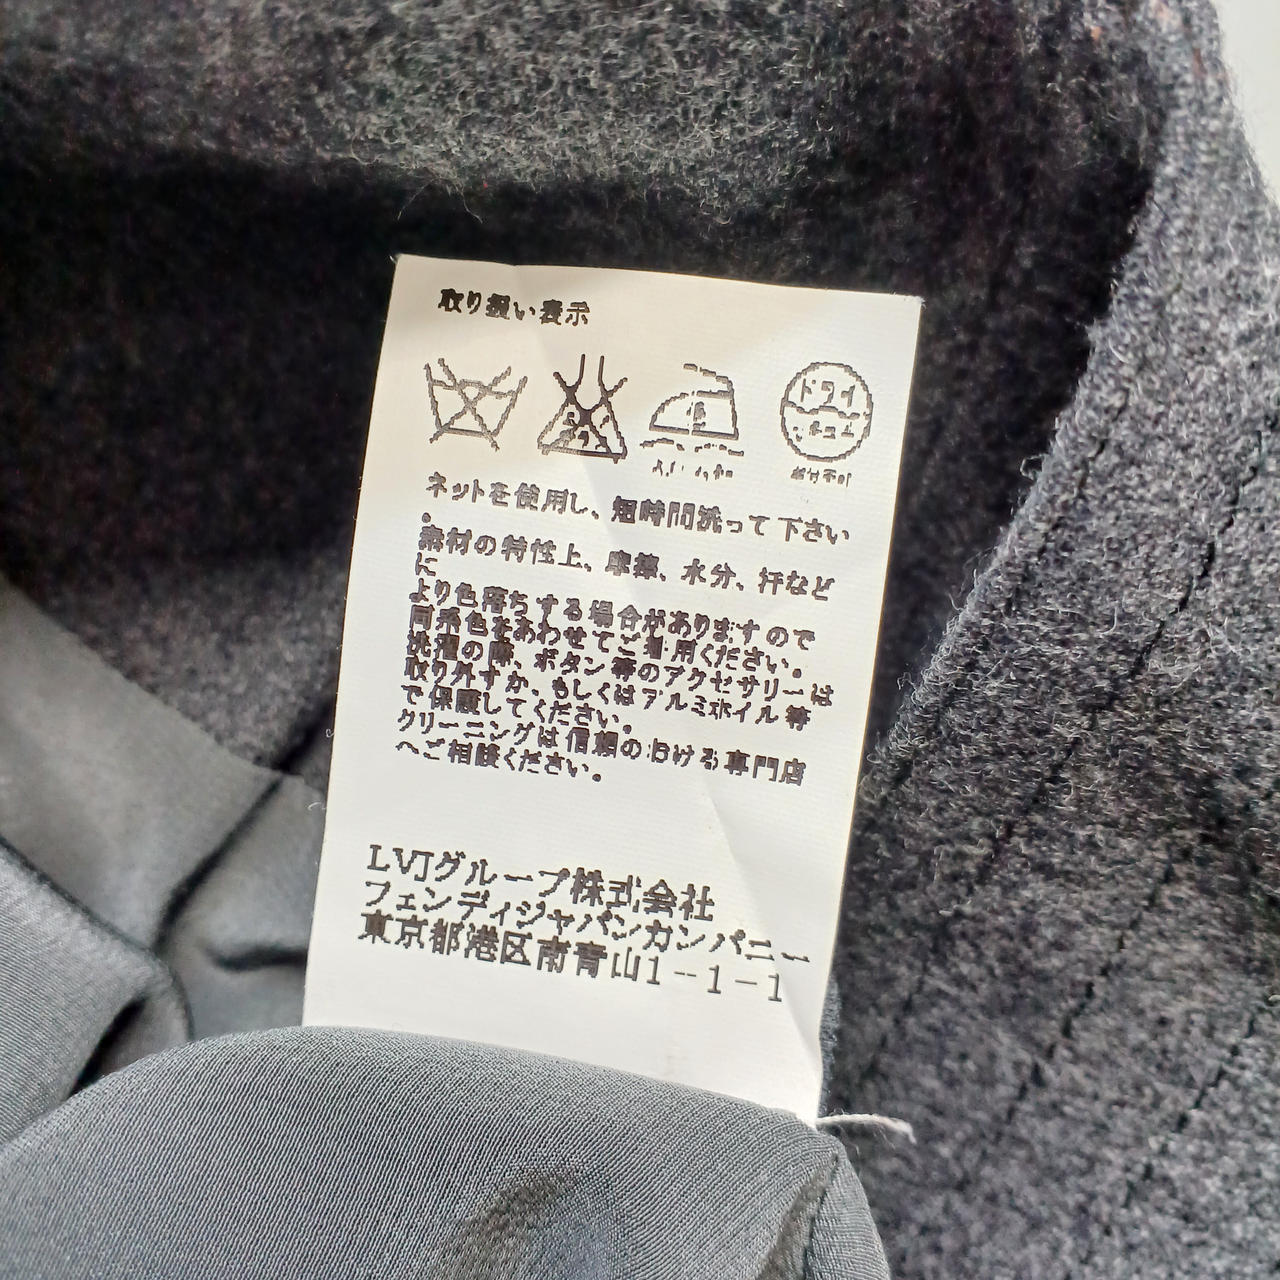 取り扱い表示
ドライ
ネットを使用し、短時間洗って下さい
。
素材の特性上、摩擦、水分、汗など
に
より色落ちする場合がありますので
同系色をあわせてご着用ください。
洗濯の際、ボタン等のアクセサリーは
取り外すか、もしくはアルミホイル等
で保護してください。
クリーニングは信頼のおける専門店
へご相談ください。
LVJグループ株式会社
フェンディジャパンカンパニー
東京都港区南青山1-1-1